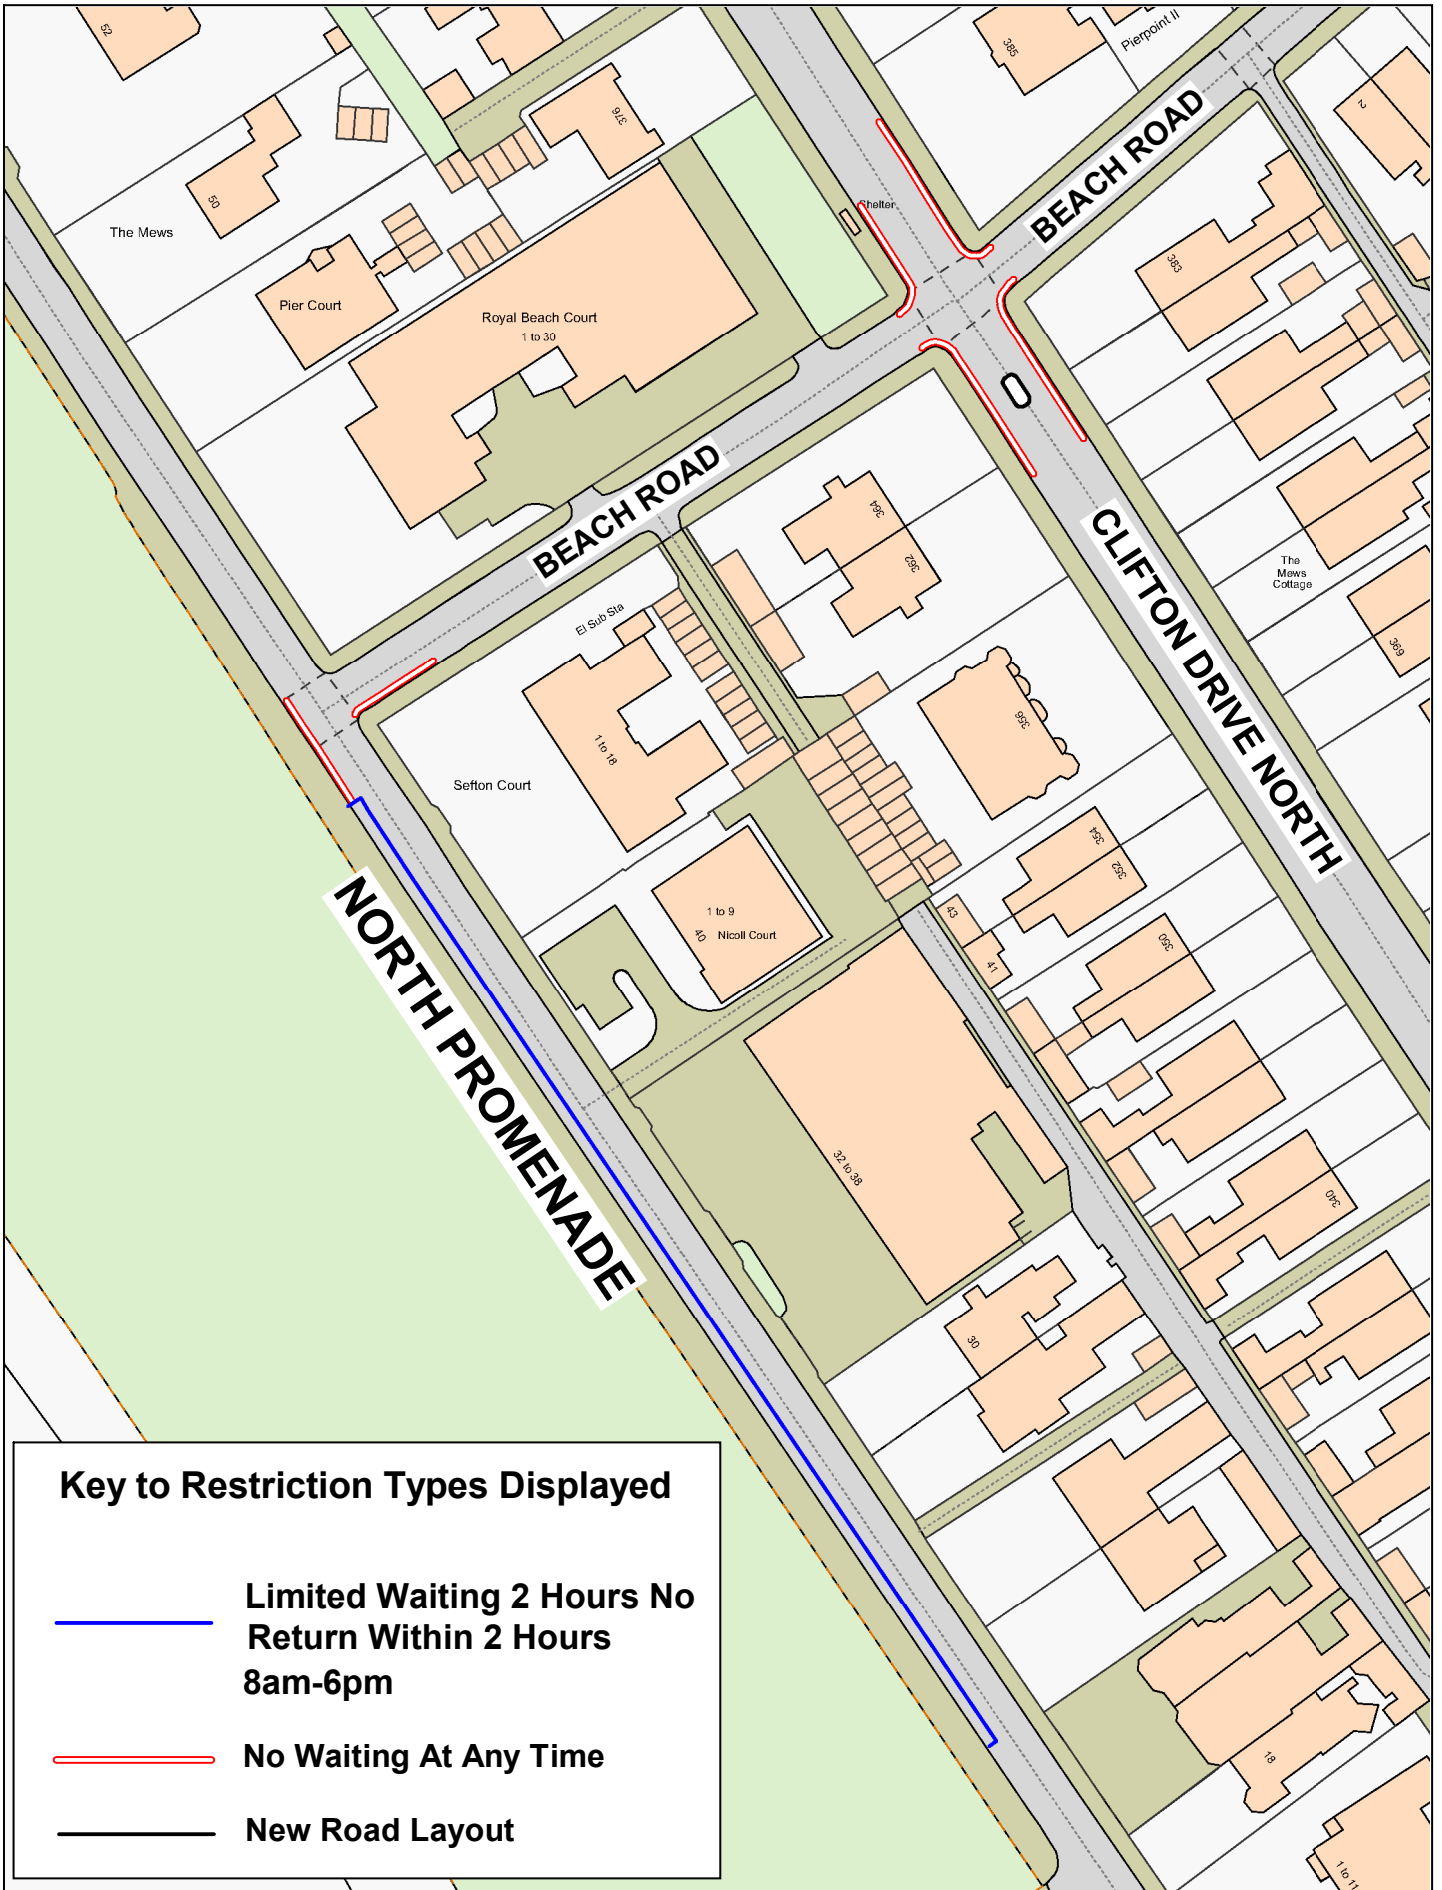 52
385
Pierpoint II
2
376
BEACH ROAD
50
The Mews
Shelter
383
Pier Court
Royal Beach Court
1 to 30
BEACH ROAD
364
362
CLIFTON DRIVE NORTH
The
Mews
Cottage
369
El Sub Sta
356
1 to 18
Sefton Court
354
352
NORTH PROMENADE
1 to 9
40
Nicoll Court
43
41
350
32 to 38
340
30
18
1 to 11
Key to Restriction Types Displayed
Limited Waiting 2 Hours No
Return Within 2 Hours
8am-6pm
No Waiting At Any Time
New Road Layout